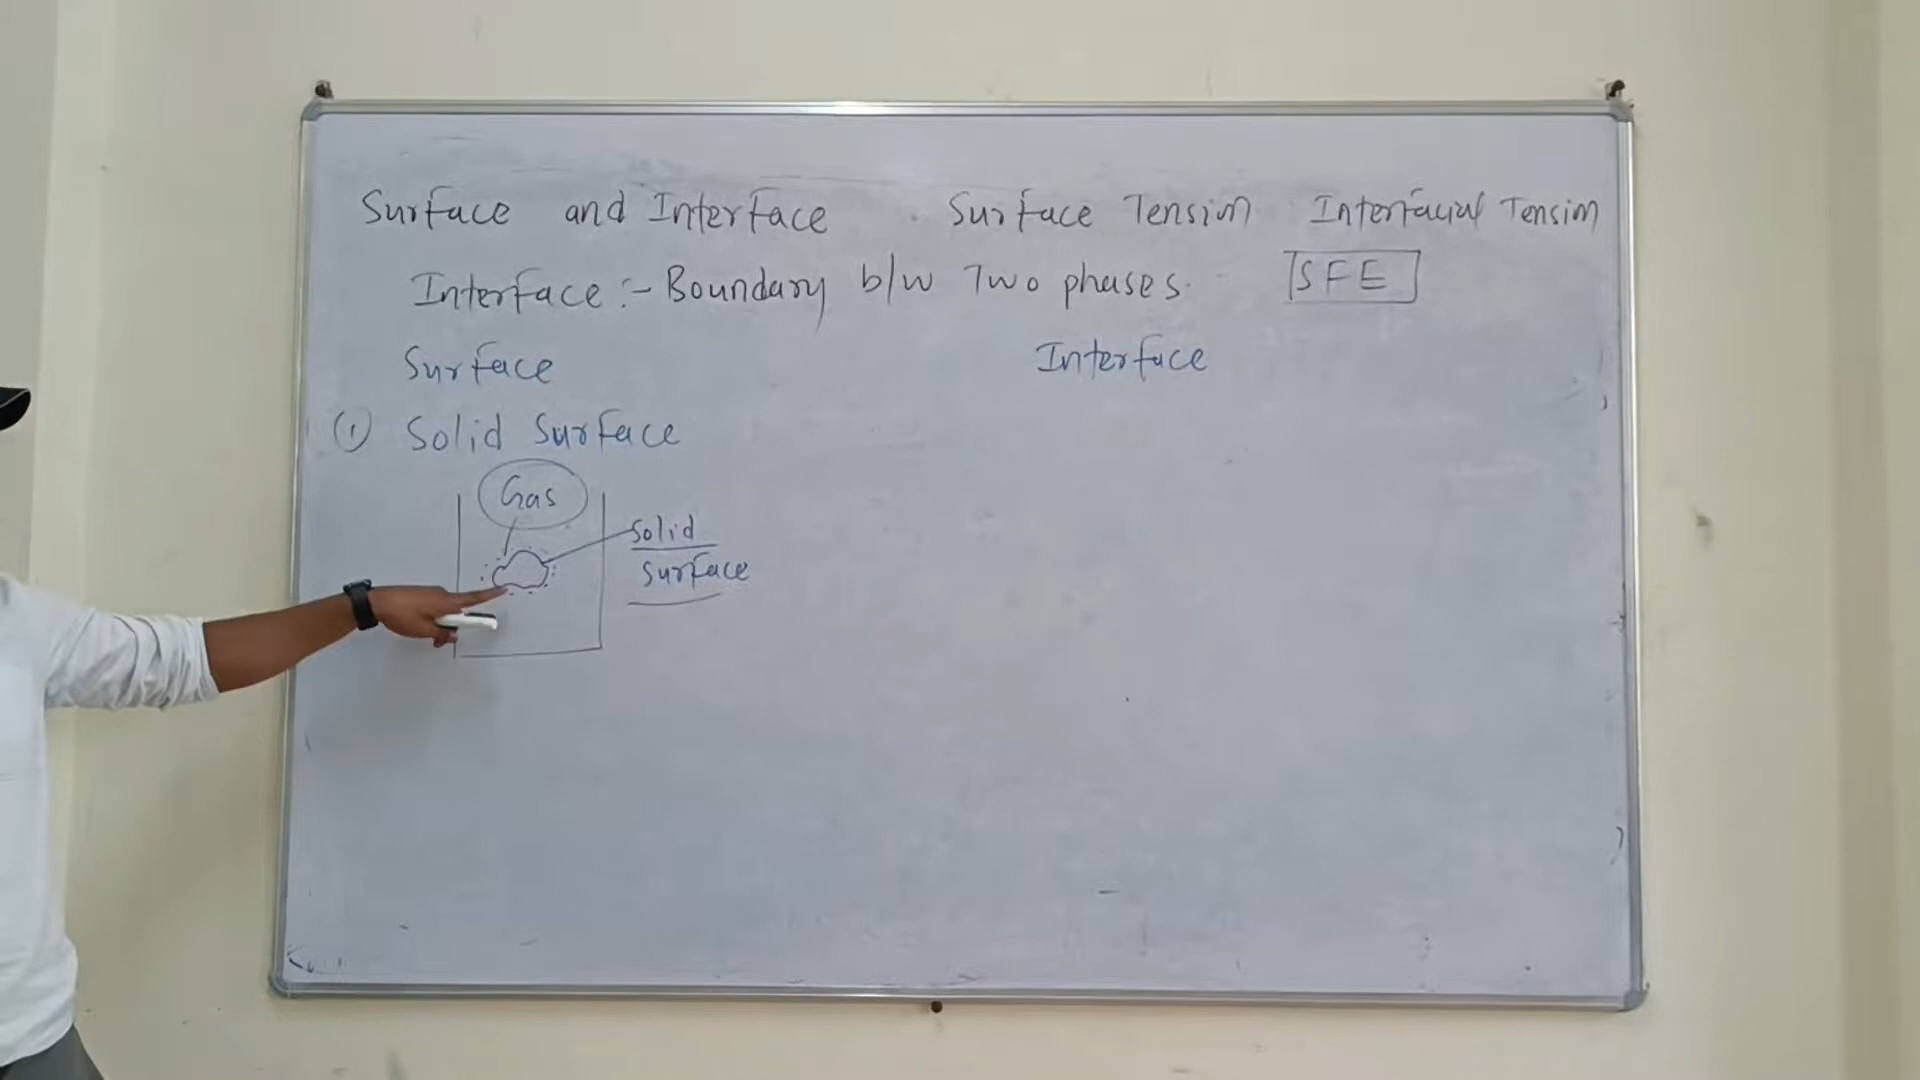 Surface and Interface Surface Tension Interfacial Tension
Interface :- Boundary b/w Two phases. SFE
Surface Interface
① Solid Surface
Gas
Solid
Surface